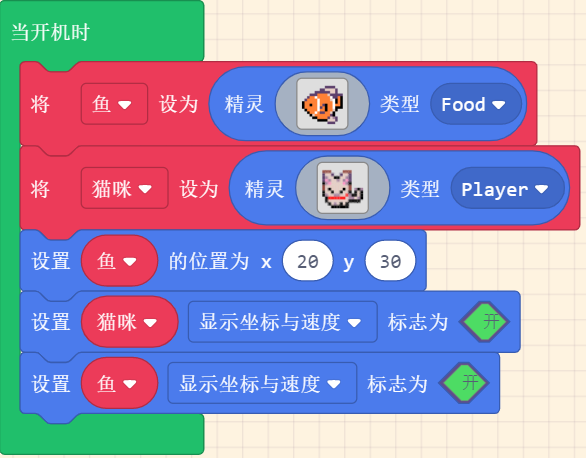 当开机时
将 鱼 设为 精灵 类型 Food
将 猫咪 设为 精灵 类型 Player
设置 鱼 的位置为 x 20 y 30
设置 猫咪 显示坐标与速度 标志为 开
设置 鱼 显示坐标与速度 标志为 开